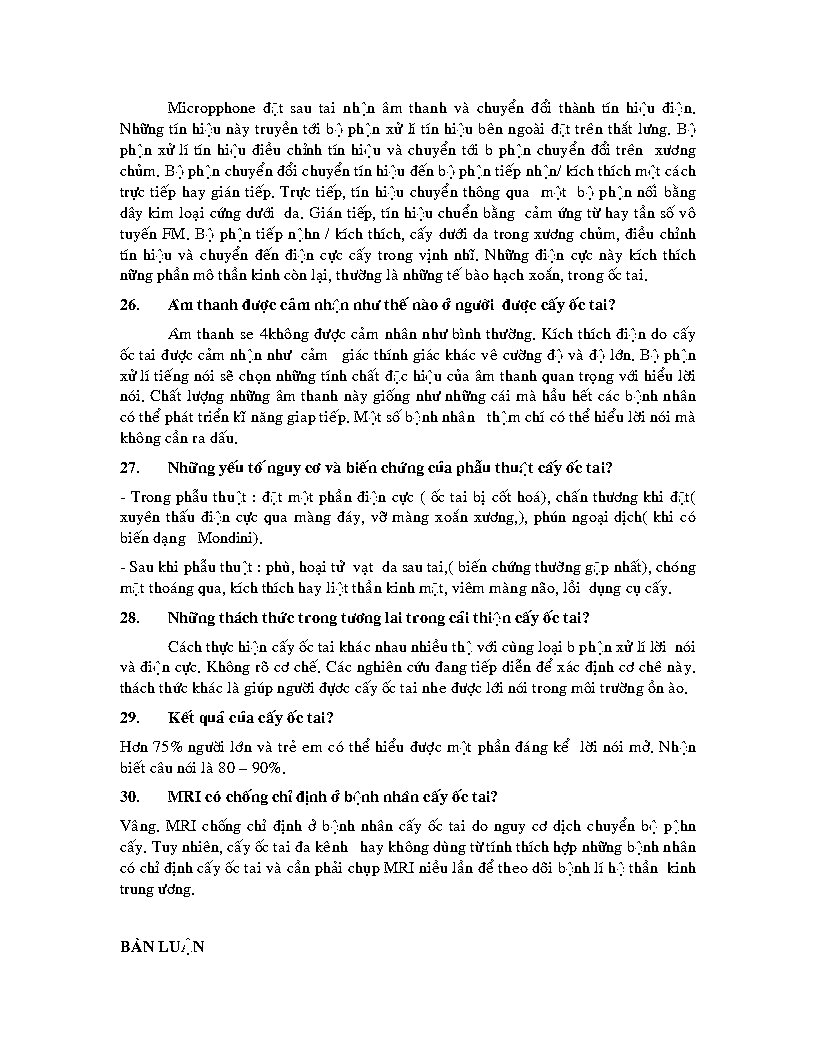 Micropphone đặt sau tai nhận âm thanh và chuyển đổi thành tín hiệu điện.
Những tín hiệu này truyền tới bộ phận xử lí tín hiệu bên ngoài đặt trên thắt lưng. Bộ
phận xử lí tín hiệu điều chỉnh tín hiệu và chuyển tới b phận chuyển đổi trên xương
chũm. Bộ phận chuyển đổi chuyển tín hiệu đến bộ phận tiếp nhận/ kích thích một cách
trực tiếp hay gián tiếp. Trực tiếp, tín hiệu chuyển thông qua một bộ phận nối bằng
dây kim loại cứng dưới da. Gián tiếp, tín hiệu chuển bằng cảm ứng từ hay tần số vô
tuyến FM. Bộ phận tiếp nậhn / kích thích, cấy dưới da trong xương chũm, điều chỉnh
tín hiệu và chuyển đến điện cực cấy trong vịnh nhĩ. Những điện cực này kích thích
nững phần mô thần kinh còn lại, thường là những tế bào hạch xoắn, trong ốc tai.
26. Âm thanh được cảm nhận như thế nào ở người được cấy ốc tai?
Âm thanh se 4không được cảm nhân như bình thường. Kích thích điện do cấy
ốc tai được cảm nhận như cảm giác thính giác khác vê cường độ và độ lớn. Bộ phận
xử lí tiếng nói sẽ chọn những tính chất đặc hiệu của âm thanh quan trọng với hiểu lời
nói. Chất lượng những âm thanh này giống như những cái mà hầu hết các bệnh nhân
có thể phát triển kĩ năng giap tiếp. Một số bệnh nhân thậm chí có thể hiểu lời nói mà
không cần ra dấu.
27. Những yếu tố nguy cơ và biến chứng của phẫu thuật cấy ốc tai?
- Trong phẫu thuật : đặt một phần điện cực ( ốc tai bị cốt hoá), chấn thương khi đặt(
xuyên thấu điện cực qua màng đáy, vỡ màng xoắn xương,), phún ngoại dịch( khi có
biến dạng Mondini).
- Sau khi phẫu thuật : phù, hoại tử vạt da sau tai,( biến chứng thường gặp nhất), chóng
mặt thoáng qua, kích thích hay liệt thần kinh mặt, viêm màng não, lồi dụng cụ cấy.
28. Những thách thức trong tương lai trong cải thiện cấy ốc tai?
Cách thực hiện cấy ốc tai khác nhau nhiều thậ với cùng loại b phận xử lí lời nói
và điện cực. Không rõ cơ chế. Các nghiên cứu đang tiếp diễn để xác định cơ chê này.
thách thức khác là giúp người đựơc cấy ốc tai nhe được lới nói trong môi trường ồn ào.
29. Kết quả của cấy ốc tai?
Hơn 75% người lớn và trẻ em có thể hiểu được một phần đáng kể lời nói mở. Nhận
biết câu nói là 80 – 90%.
30. MRI có chống chỉ định ở bệnh nhân cấy ốc tai?
Vâng. MRI chống chỉ định ở bệnh nhân cấy ốc tai do nguy cơ dịch chuyển bộ pậhn
cấy. Tuy nhiên, cấy ốc tai đa kênh hay không dùng từ tính thích hợp những bệnh nhân
có chỉ định cấy ốc tai và cần phải chụp MRI niều lần để theo dõi bệnh lí hệ thần kinh
trung ương.
BÀN LUẬN